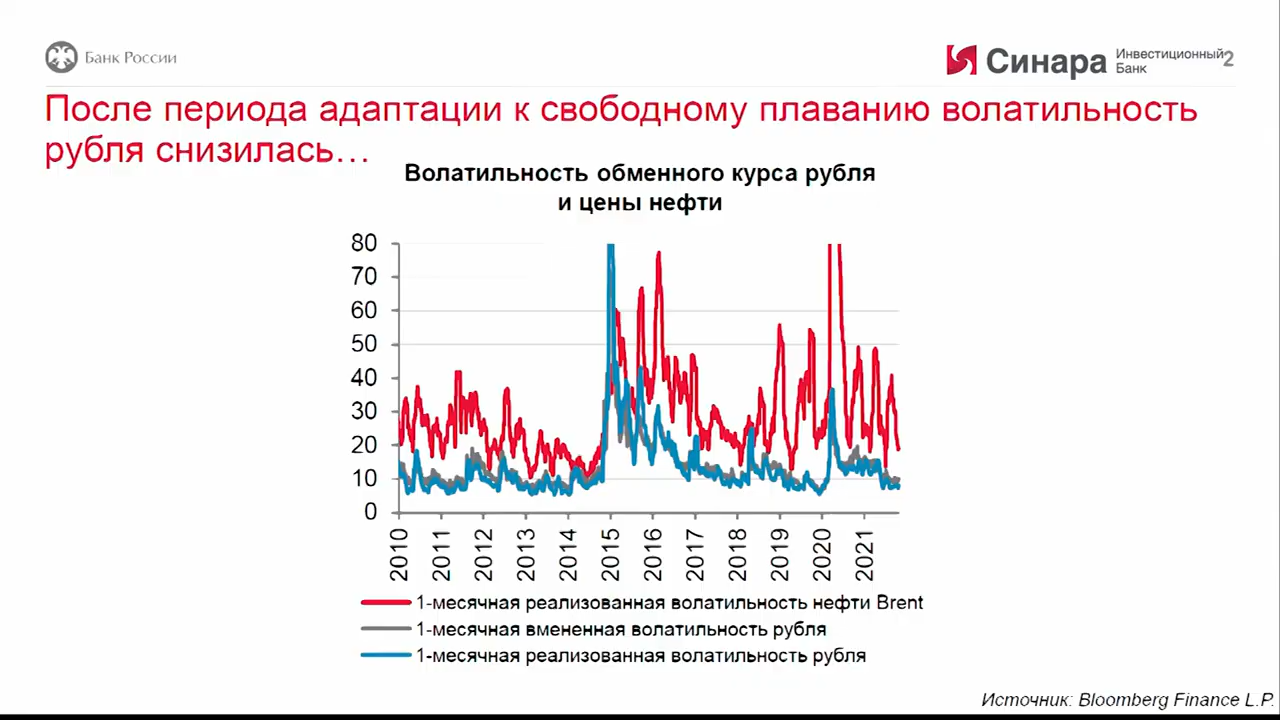 Банк России
Синара Инвестиционный
Банк
2
После периода адаптации к свободному плаванию волатильность
рубля снизилась…
Волатильность обменного курса рубля
и цены нефти
80
70
60
50
40
30
20
10
0
2010 2011 2012 2013 2014 2015 2016 2017 2018 2019 2020 2021
1-месячная реализованная волатильность нефти Brent
1-месячная вмененная волатильность рубля
1-месячная реализованная волатильность рубля
Источник: Bloomberg Finance L.P.